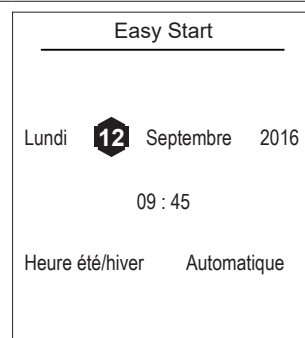 Easy Start
Lundi 12 Septembre 2016
09 : 45
Heure été/hiver Automatique